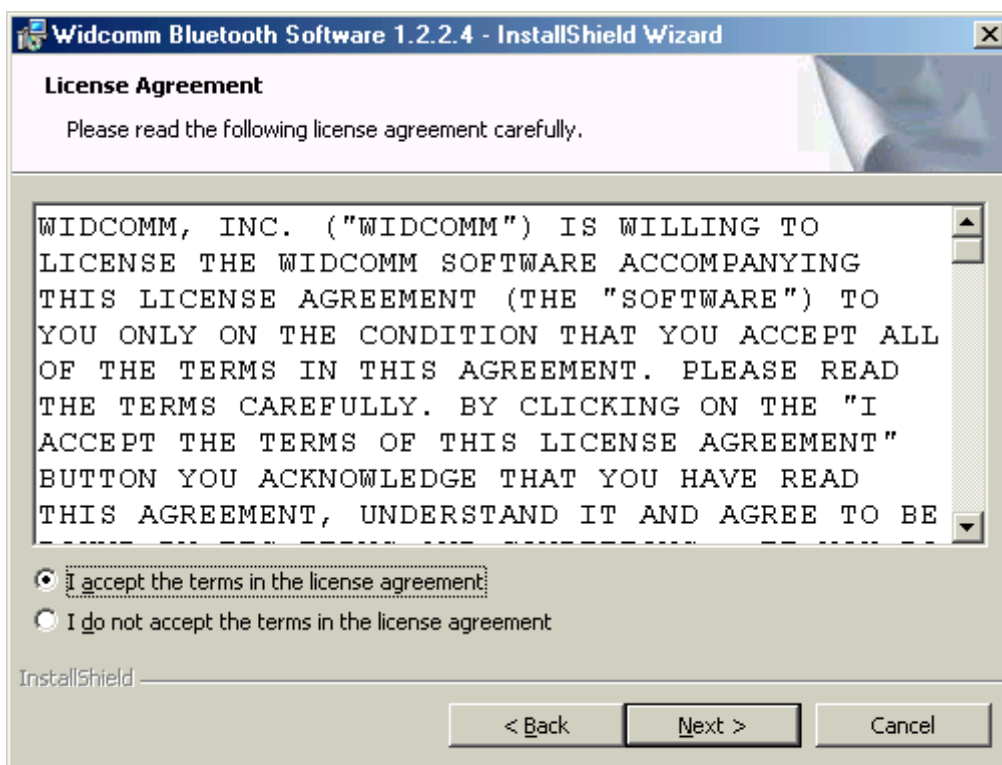 Widcomm Bluetooth Software 1.2.2.4 - InstallShield Wizard
License Agreement
Please read the following license agreement carefully.
WIDCOMM, INC. ("WIDCOMM") IS WILLING TO
LICENSE THE WIDCOMM SOFTWARE ACCOMPANYING
THIS LICENSE AGREEMENT (THE "SOFTWARE") TO
YOU ONLY ON THE CONDITION THAT YOU ACCEPT ALL
OF THE TERMS IN THIS AGREEMENT. PLEASE READ
THE TERMS CAREFULLY. BY CLICKING ON THE "I
ACCEPT THE TERMS OF THIS LICENSE AGREEMENT"
BUTTON YOU ACKNOWLEDGE THAT YOU HAVE READ
THIS AGREEMENT, UNDERSTAND IT AND AGREE TO BE
I accept the terms in the license agreement
I do not accept the terms in the license agreement
InstallShield
< Back Next > Cancel